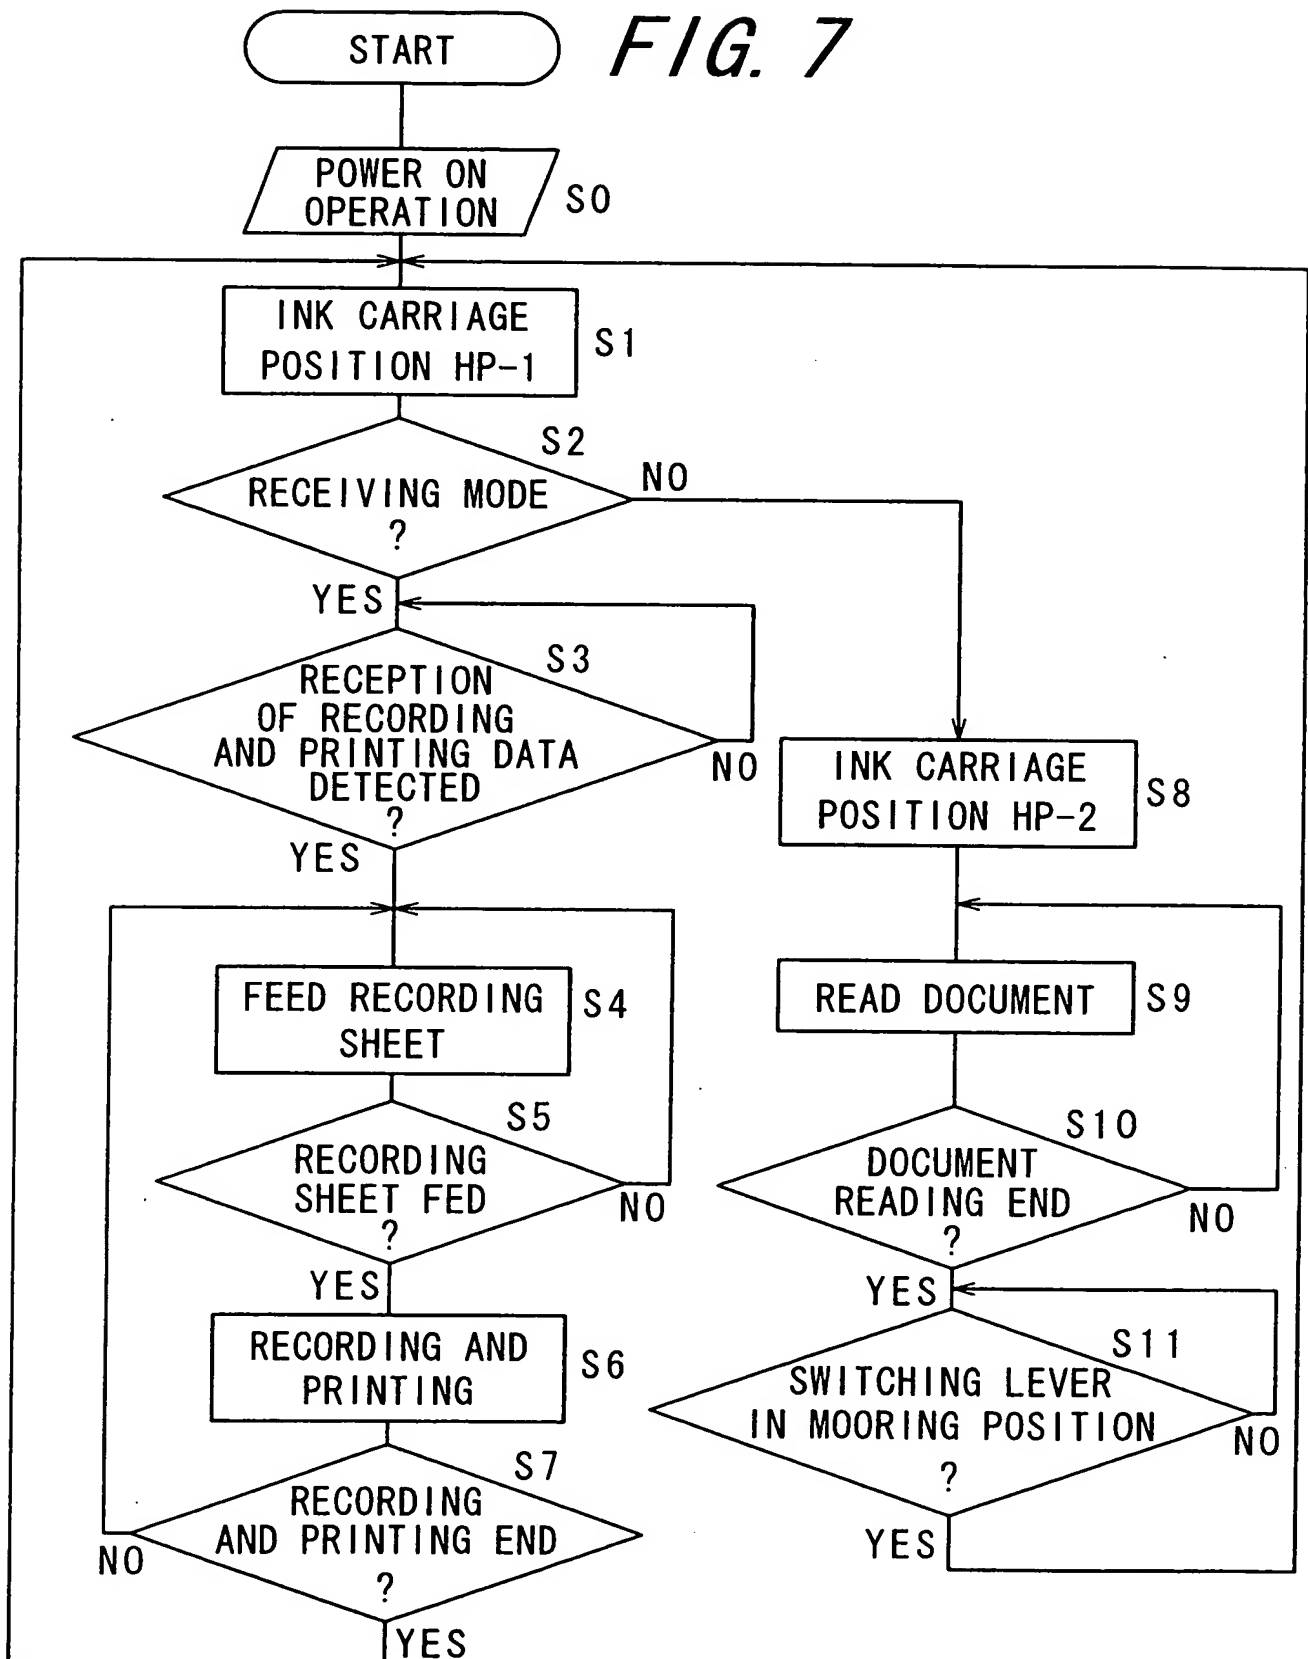 START
FIG. 7
POWER ON
OPERATION
S0
INK CARRIAGE
POSITION HP-1
S1
S2
RECEIVING MODE
?
NO
YES
S3
RECEPTION
OF RECORDING
AND PRINTING DATA
DETECTED
?
NO
YES
INK CARRIAGE
POSITION HP-2
S8
FEED RECORDING
SHEET
S4
READ DOCUMENT
S9
S5
RECORDING
SHEET FED
?
NO
YES
S10
DOCUMENT
READING END
?
NO
YES
RECORDING AND
PRINTING
S6
S11
SWITCHING LEVER
IN MOORING POSITION
?
NO
YES
S7
RECORDING
AND PRINTING END
?
NO
YES